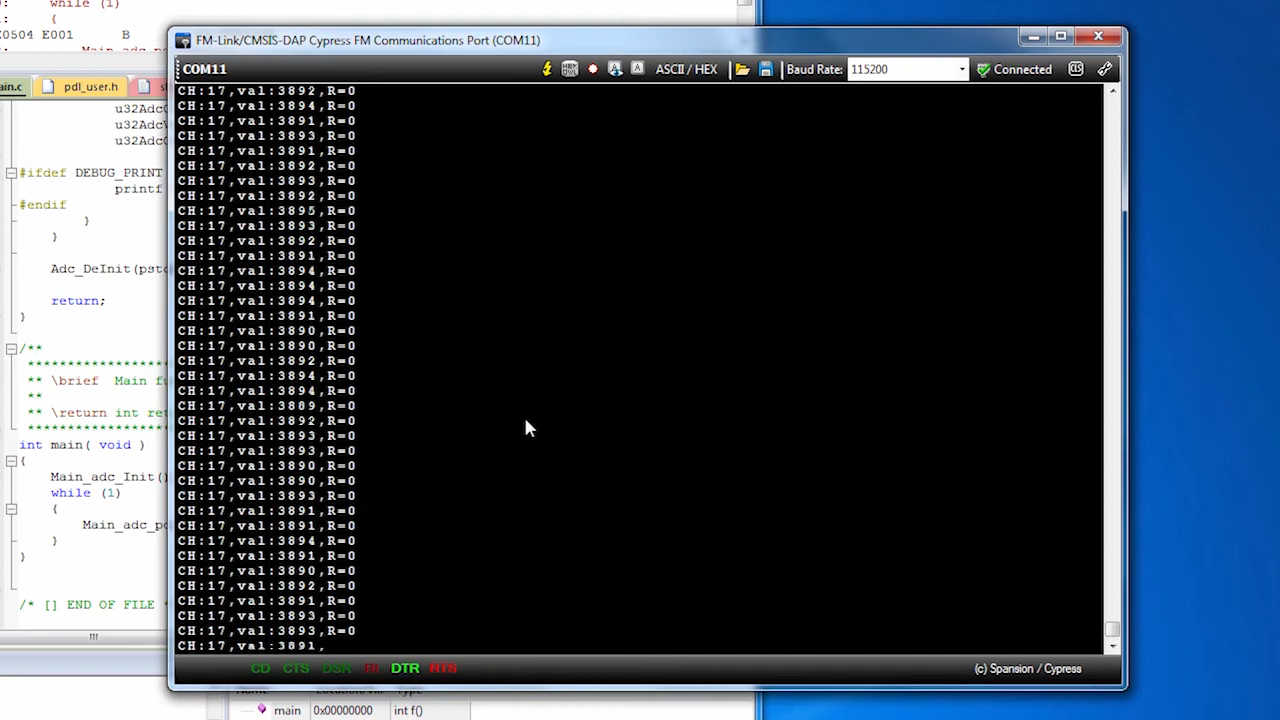 while (1)
{
E0504 E001 B
FM-Link/CMSIS-DAP Cypress FM Communications Port (COM11)
COM11 ASCII / HEX Baud Rate: 115200 Connected CLS
ain.c pdl_user.h
CH:17,val:3892,R=0
CH:17,val:3894,R=0
CH:17,val:3891,R=0
CH:17,val:3893,R=0
CH:17,val:3891,R=0
CH:17,val:3892,R=0
CH:17,val:3893,R=0
CH:17,val:3892,R=0
CH:17,val:3895,R=0
CH:17,val:3893,R=0
CH:17,val:3892,R=0
CH:17,val:3891,R=0
CH:17,val:3894,R=0
CH:17,val:3894,R=0
CH:17,val:3894,R=0
CH:17,val:3891,R=0
CH:17,val:3890,R=0
CH:17,val:3890,R=0
CH:17,val:3892,R=0
CH:17,val:3894,R=0
CH:17,val:3894,R=0
CH:17,val:3889,R=0
CH:17,val:3892,R=0
CH:17,val:3893,R=0
CH:17,val:3893,R=0
CH:17,val:3890,R=0
CH:17,val:3890,R=0
CH:17,val:3893,R=0
CH:17,val:3891,R=0
CH:17,val:3891,R=0
CH:17,val:3894,R=0
CH:17,val:3891,R=0
CH:17,val:3890,R=0
CH:17,val:3892,R=0
CH:17,val:3891,R=0
CH:17,val:3893,R=0
CH:17,val:3893,R=0
CH:17,val:3891,
CD CTS DSR RI DTR RTS (c) Spansion / Cypress
u32AdcC
u32AdcV
u32AdcC
#ifdef DEBUG_PRINT
printf
#endif
}
}
Adc_DeInit(pstc
return;
}
/**
** \brief Main fu
**
** \return int ret
int main( void )
{
Main_adc_Init()
while (1)
{
Main_adc_po
}
}
/* [] END OF FILE *
main 0x00000000 int f()